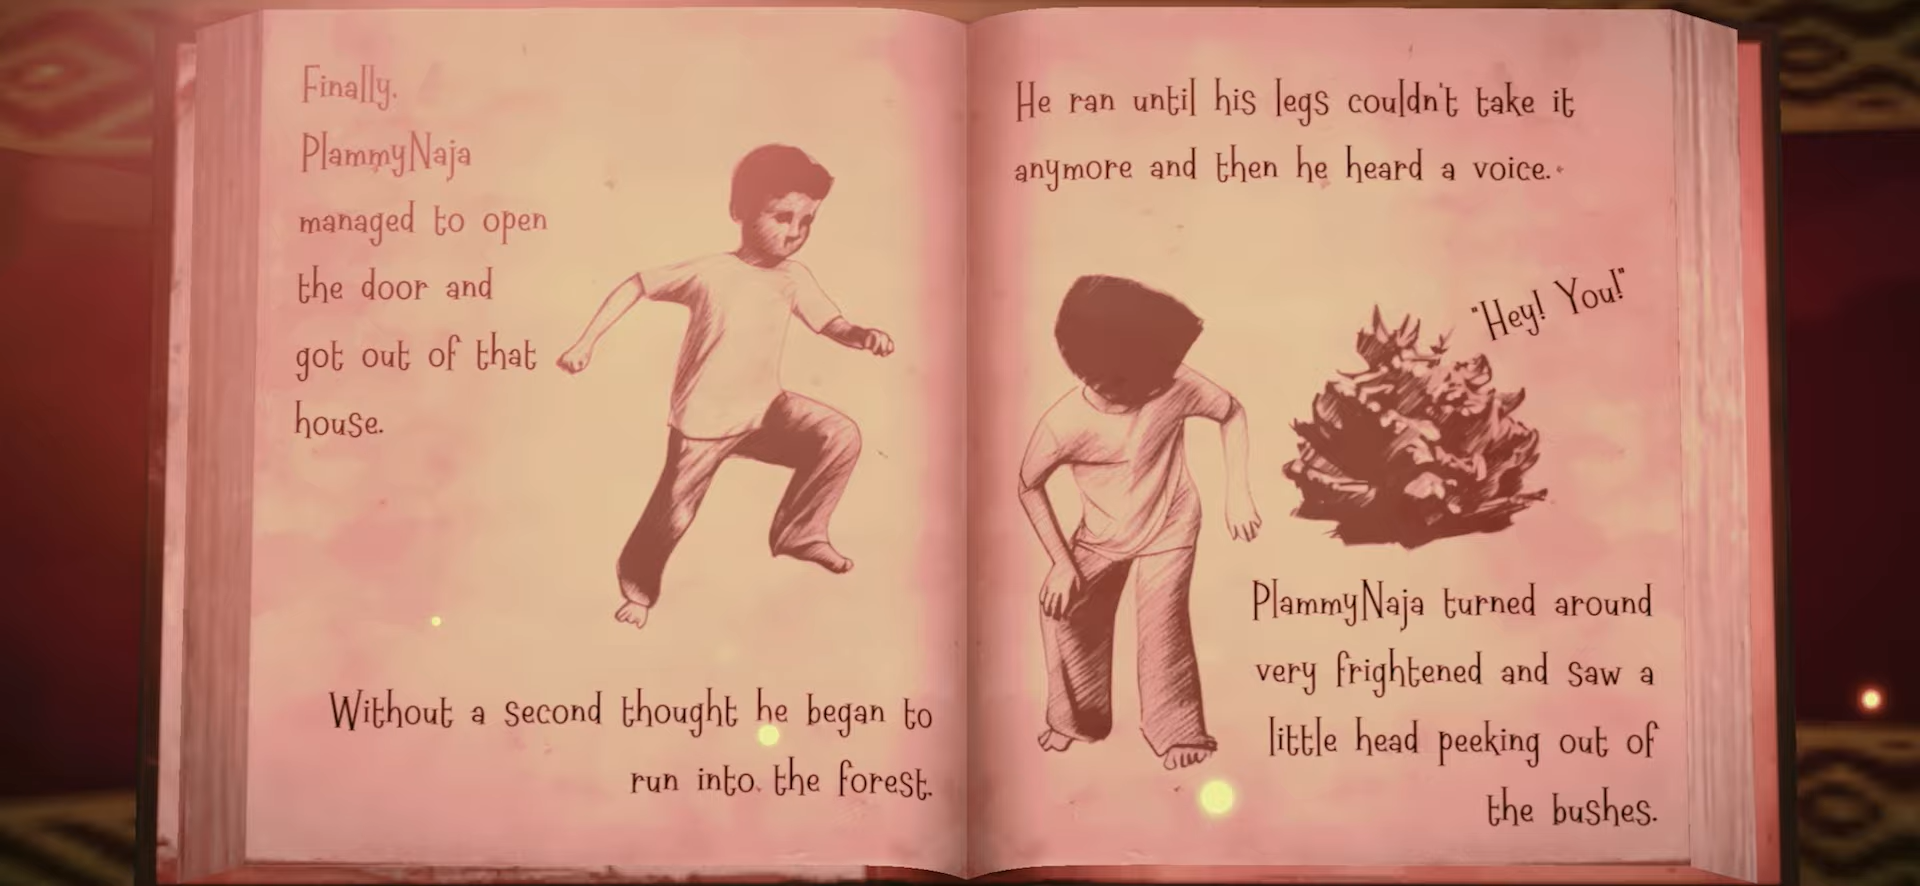 Finally.
PlammyNaja
managed to open
the door and
got out of that
house.
Without a second thought he began to
run into the forest.
He ran until his legs couldn't take it
anymore and then he heard a voice.
"Hey! You!"
PlammyNaja turned around
very frightened and saw a
little head peeking out of
the bushes.